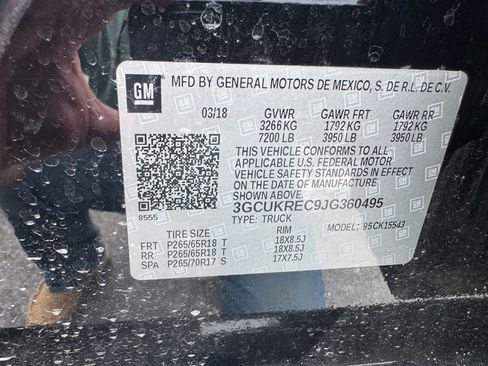 GM MFD BY GENERAL MOTORS DE MEXICO, S. DE R.L. DE C.V.
03/18 GVWR GAWR FRT GAWR RR
3266 KG 1792 KG 1792 KG
7200 LB 3950 LB 3950 LB
THIS VEHICLE CONFORMS TO ALL
APPLICABLE U.S. FEDERAL MOTOR
VEHICLE SAFETY STANDARDS IN EFFECT
ON THE DATE OF MANUFACTURE
SHOWN ABOVE.
8555 3GCUKREC9JG360495
TYPE: TRUCK MODEL: 95CK15543
TIRE SIZE RIM
FRT P265/65R18 T 18X8.5J
RR P265/65R18 T 18X8.5J
SPA P265/70R17 S 17X7.5J